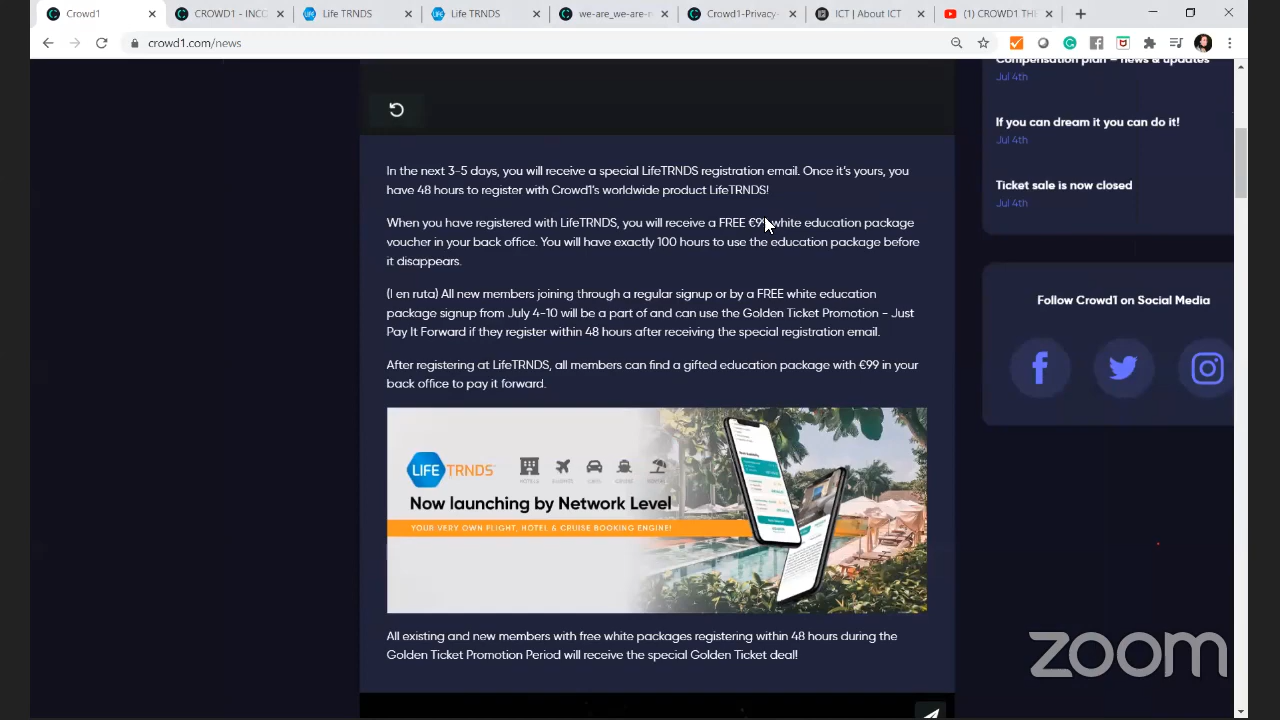 Crowd1
CROWD1 - INCG
Life TRNDS
Life TRNDS
we-are_we-are-n
Crowd1-privacy-
ICT | About ICT
(1) CROWD1 TH
crowd1.com/news
Compensation plan – news & updates
Jul 4th
If you can dream it you can do it!
Jul 4th
Ticket sale is now closed
Jul 4th
Follow Crowd1 on Social Media
In the next 3-5 days, you will receive a special LifeTRNDS registration email. Once it's yours, you
have 48 hours to register with Crowd1's worldwide product LifeTRNDS!
When you have registered with LifeTRNDS, you will receive a FREE €99 white education package
voucher in your back office. You will have exactly 100 hours to use the education package before
it disappears.
(I en ruta) All new members joining through a regular signup or by a FREE white education
package signup from July 4-10 will be a part of and can use the Golden Ticket Promotion - Just
Pay It Forward if they register within 48 hours after receiving the special registration email.
After registering at LifeTRNDS, all members can find a gifted education package with €99 in your
back office to pay it forward.
LIFE TRNDS
Now launching by Network Level
YOUR VERY OWN FLIGHT, HOTEL & CRUISE BOOKING ENGINE!
All existing and new members with free white packages registering within 48 hours during the
Golden Ticket Promotion Period will receive the special Golden Ticket deal!
zoom